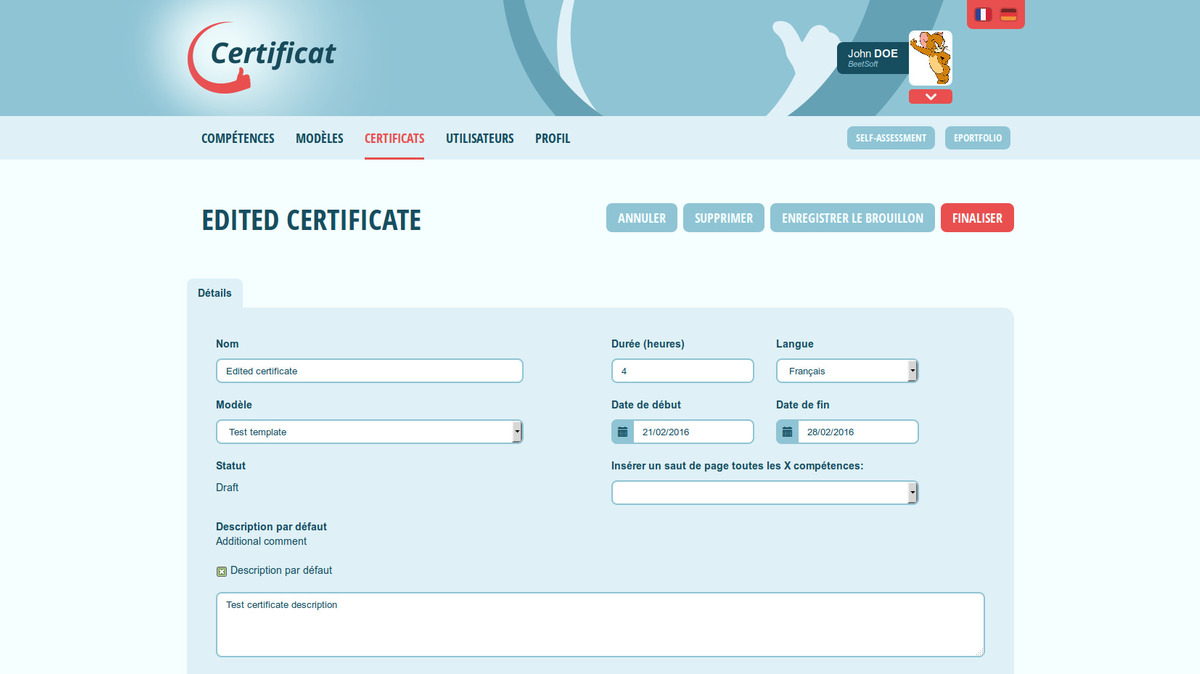 Certificat
John DOE
BeetSoft
COMPÉTENCES MODÈLES CERTIFICATS UTILISATEURS PROFIL SELF-ASSESSMENT EPORTFOLIO
EDITED CERTIFICATE ANNULER SUPPRIMER ENREGISTRER LE BROUILLON FINALISER
Détails
Nom Durée (heures) Langue
Edited certificate 4 Français
Modèle Date de début Date de fin
Test template 21/02/2016 28/02/2016
Statut Insérer un saut de page toutes les X compétences:
Draft
Description par défaut
Additional comment
Description par défaut
Test certificate description